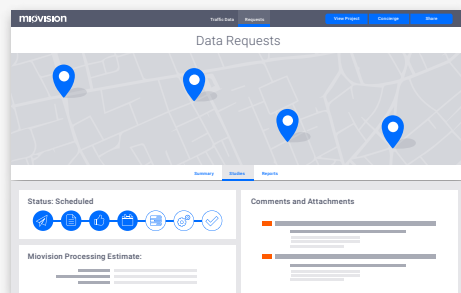 miovision
Traffic Data
Requests
View Project
Concierge
Share
Data Requests
Summary
Studies
Reports
Status: Scheduled
Comments and Attachments
Miovision Processing Estimate: